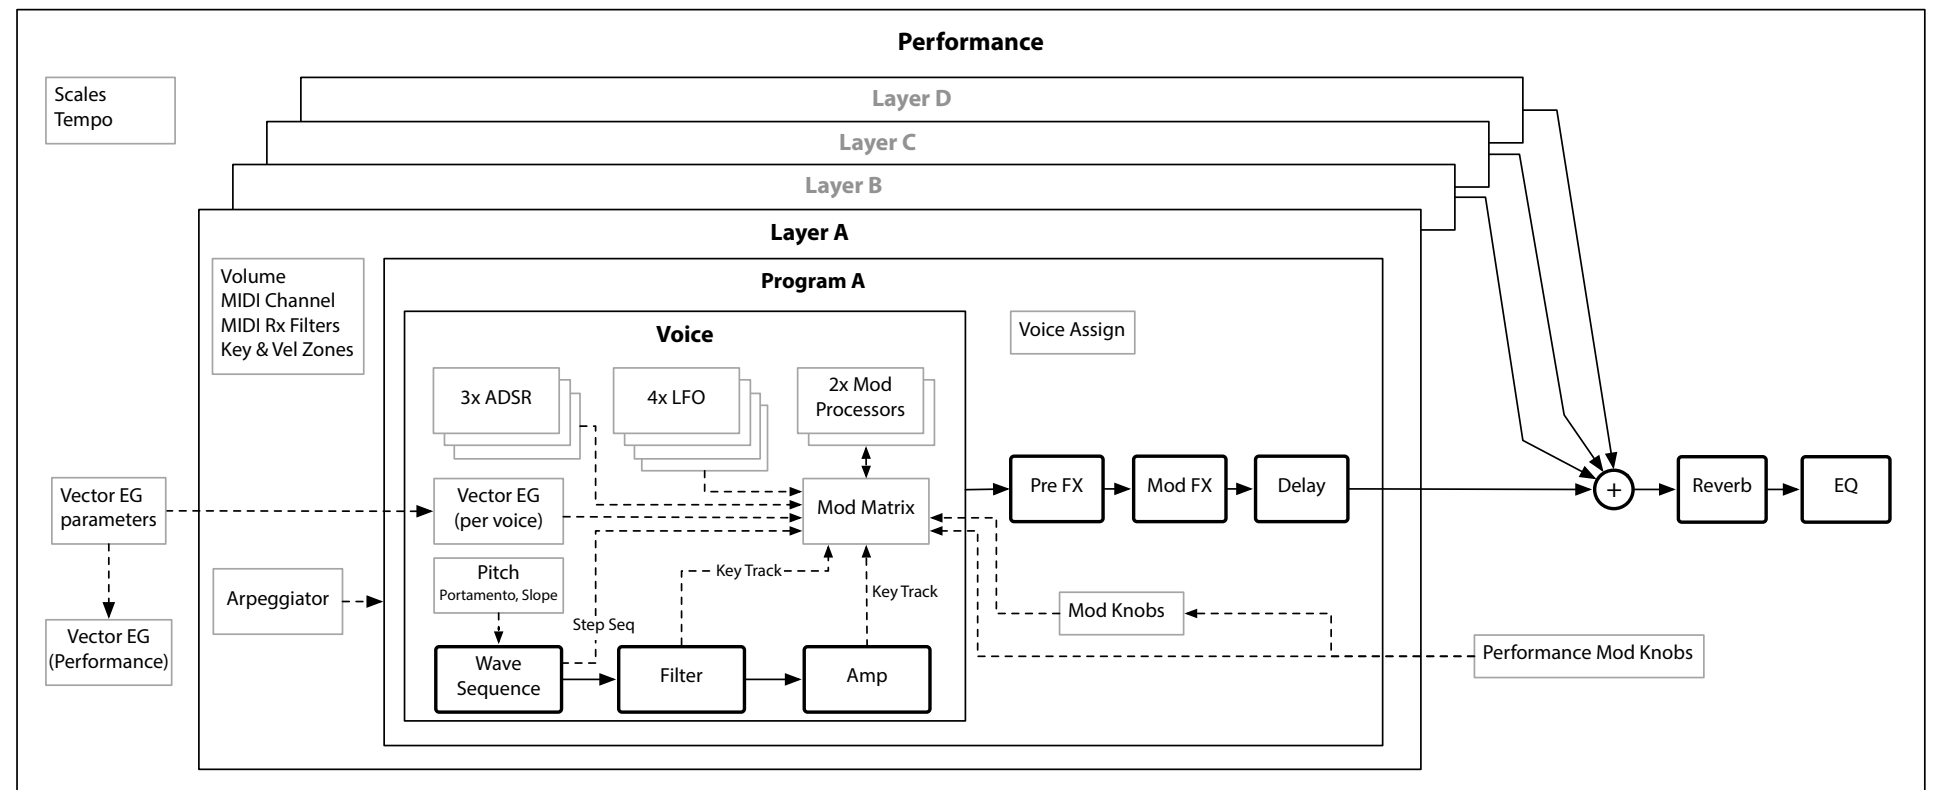 Performance
Scales
Tempo
Layer D
Layer C
Layer B
Layer A
Volume
MIDI Channel
MIDI Rx Filters
Key & Vel Zones
Program A
Voice
Voice Assign
3x ADSR
4x LFO
2x Mod
Processors
Vector EG
parameters
Vector EG
(per voice)
Mod Matrix
Pre FX
Mod FX
Delay
+
Reverb
EQ
Pitch
Portamento, Slope
Key Track
Key Track
Arpeggiator
Step Seq
Mod Knobs
Vector EG
(Performance)
Wave
Sequence
Filter
Amp
Performance Mod Knobs